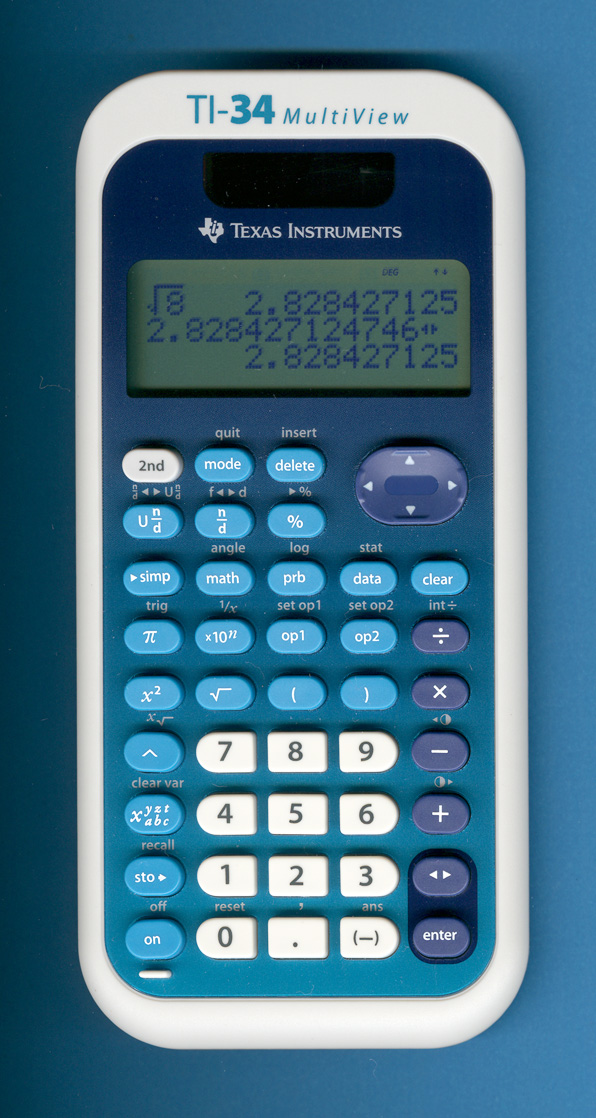 TI-34 MultiView
TEXAS INSTRUMENTS
DEG
√8 2.828427125
2.828427124746
2.828427125
quit insert
2nd mode delete
U f◄►d ►%
U n/d n/d %
angle log stat
►simp math prb data clear
trig 1/x set op1 set op2 int÷
π ×10ⁿ op1 op2 ÷
x² √ ( ) ×
x√
^ 7 8 9 −
clear var
x y z t a b c 4 5 6 +
recall
sto► 1 2 3 ◄►
off reset , ans
on 0 . (−) enter